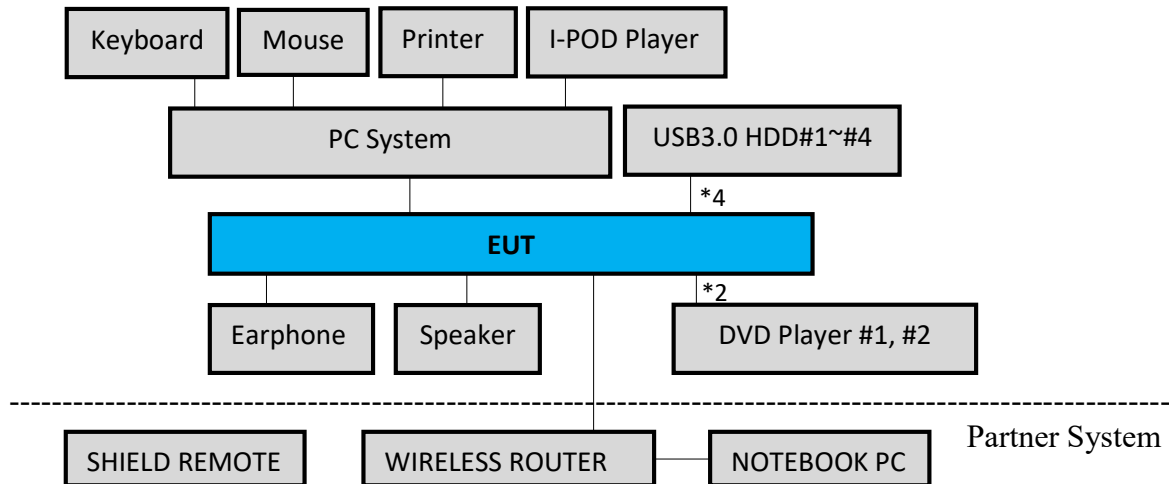 Keyboard
Mouse
Printer
I-POD Player
PC System
USB3.0 HDD#1~#4
*4
EUT
*2
Earphone
Speaker
DVD Player #1, #2
Partner System
SHIELD REMOTE
WIRELESS ROUTER
NOTEBOOK PC